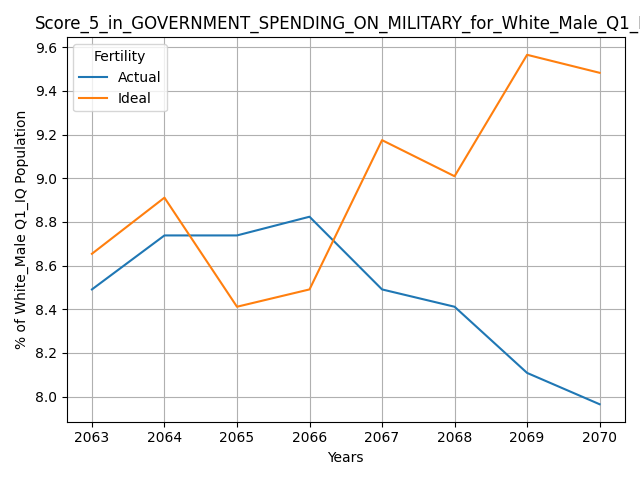 Score_5_in_GOVERNMENT_SPENDING_ON_MILITARY_for_White_Male_Q1_I
Fertility
Actual
Ideal
% of White_Male Q1_IQ Population
9.6
9.4
9.2
9.0
8.8
8.6
8.4
8.2
8.0
2063 2064 2065 2066 2067 2068 2069 2070
Years